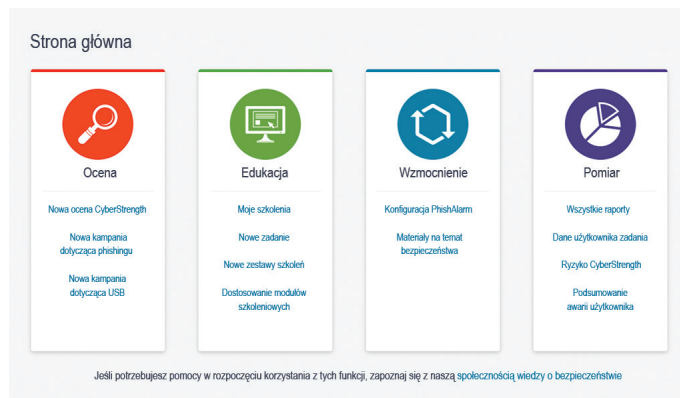 Strona główna
Ocena
Nowa ocena CyberStrength
Nowa kampania
dotycząca phishingu
Nowa kampania
dotycząca USB
Edukacja
Moje szkolenia
Nowe zadanie
Nowe zestawy szkoleń
Dostosowanie modułów
szkoleniowych
Wzmocnienie
Konfiguracja PhishAlarm
Materiały na temat
bezpieczeństwa
Pomiar
Wszystkie raporty
Dane użytkownika zadania
Ryzyko CyberStrength
Podsumowanie
awarii użytkownika
Jeśli potrzebujesz pomocy w rozpoczęciu korzystania z tych funkcji, zapoznaj się z naszą społecznością wiedzy o bezpieczeństwie